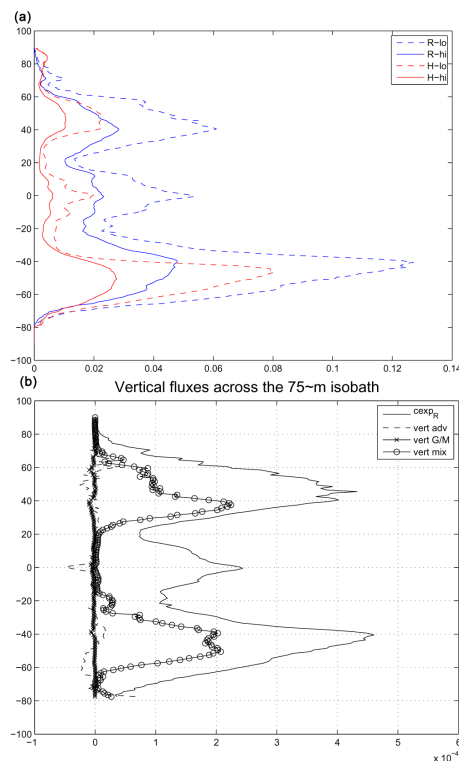 (a)
100
80
60
40
20
0
−20
−40
−60
−80
−100
R−lo
R−hi
H−lo
H−hi
0 0.02 0.04 0.06 0.08 0.1 0.12 0.14
(b)
Vertical fluxes across the 75~m isobath
100
80
60
40
20
0
−20
−40
−60
−80
−100
cexp_R
vert adv
vert G/M
vert mix
−1 0 1 2 3 4 5 6
x 10⁻⁴